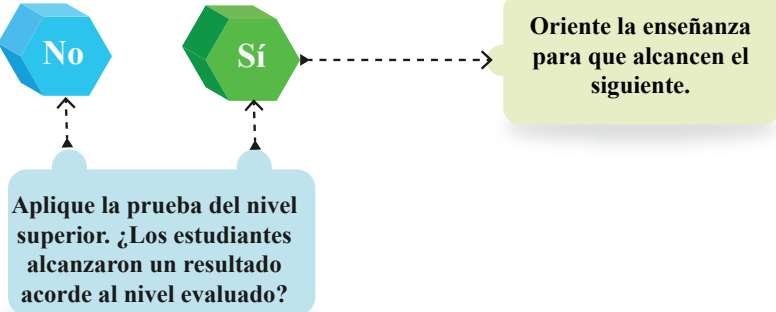 No
Sí
Oriente la enseñanza
para que alcancen el
siguiente.
Aplique la prueba del nivel
superior. ¿Los estudiantes
alcanzaron un resultado
acorde al nivel evaluado?